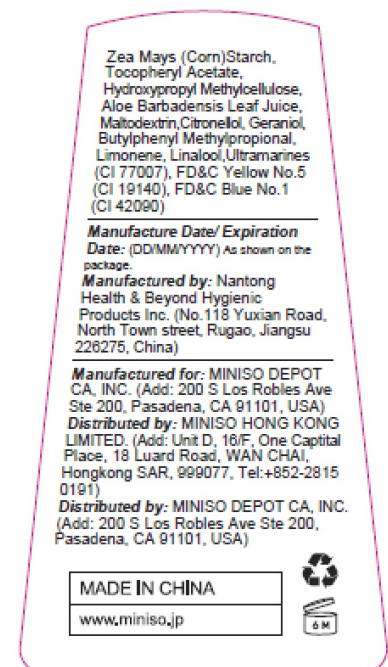 Zea Mays (Corn)Starch,
Tocopheryl Acetate,
Hydroxypropyl Methylcellulose,
Aloe Barbadensis Leaf Juice,
Maltodextrin,Citronellol, Geraniol,
Butylphenyl Methylpropional,
Limonene, Linalool,Ultramarines
(CI 77007), FD&C Yellow No.5
(CI 19140), FD&C Blue No.1
(CI 42090)
Manufacture Date/ Expiration
Date: (DD/MM/YYYY) As shown on the
package.
Manufactured by: Nantong
Health & Beyond Hygienic
Products Inc. (No.118 Yuxian Road,
North Town street, Rugao, Jiangsu
226275, China)
Manufactured for: MINISO DEPOT
CA, INC. (Add: 200 S Los Robles Ave
Ste 200, Pasadena, CA 91101, USA)
Distributed by: MINISO HONG KONG
LIMITED. (Add: Unit D, 16/F, One Captital
Place, 18 Luard Road, WAN CHAI,
Hongkong SAR, 999077, Tel:+852-2815
0191)
Distributed by: MINISO DEPOT CA, INC.
(Add: 200 S Los Robles Ave Ste 200,
Pasadena, CA 91101, USA)
MADE IN CHINA
www.miniso.jp
6 M